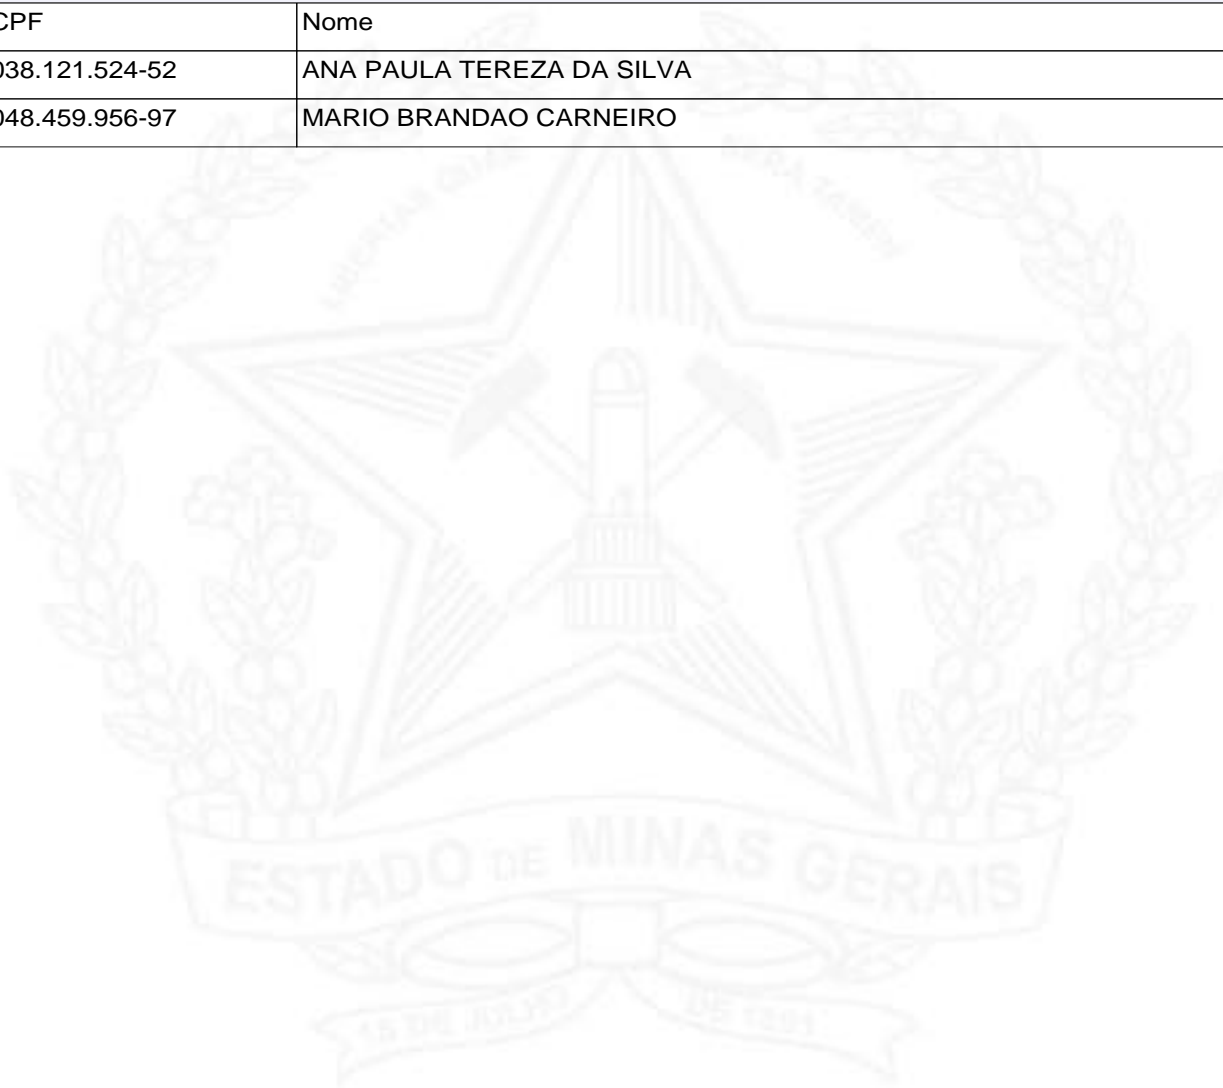 CPF Nome
038.121.524-52 ANA PAULA TEREZA DA SILVA
048.459.956-97 MARIO BRANDAO CARNEIRO
LIBERTAS QUAE SERA TAMEN
ESTADO DE MINAS GERAIS
15 DE JULHO DE 1891